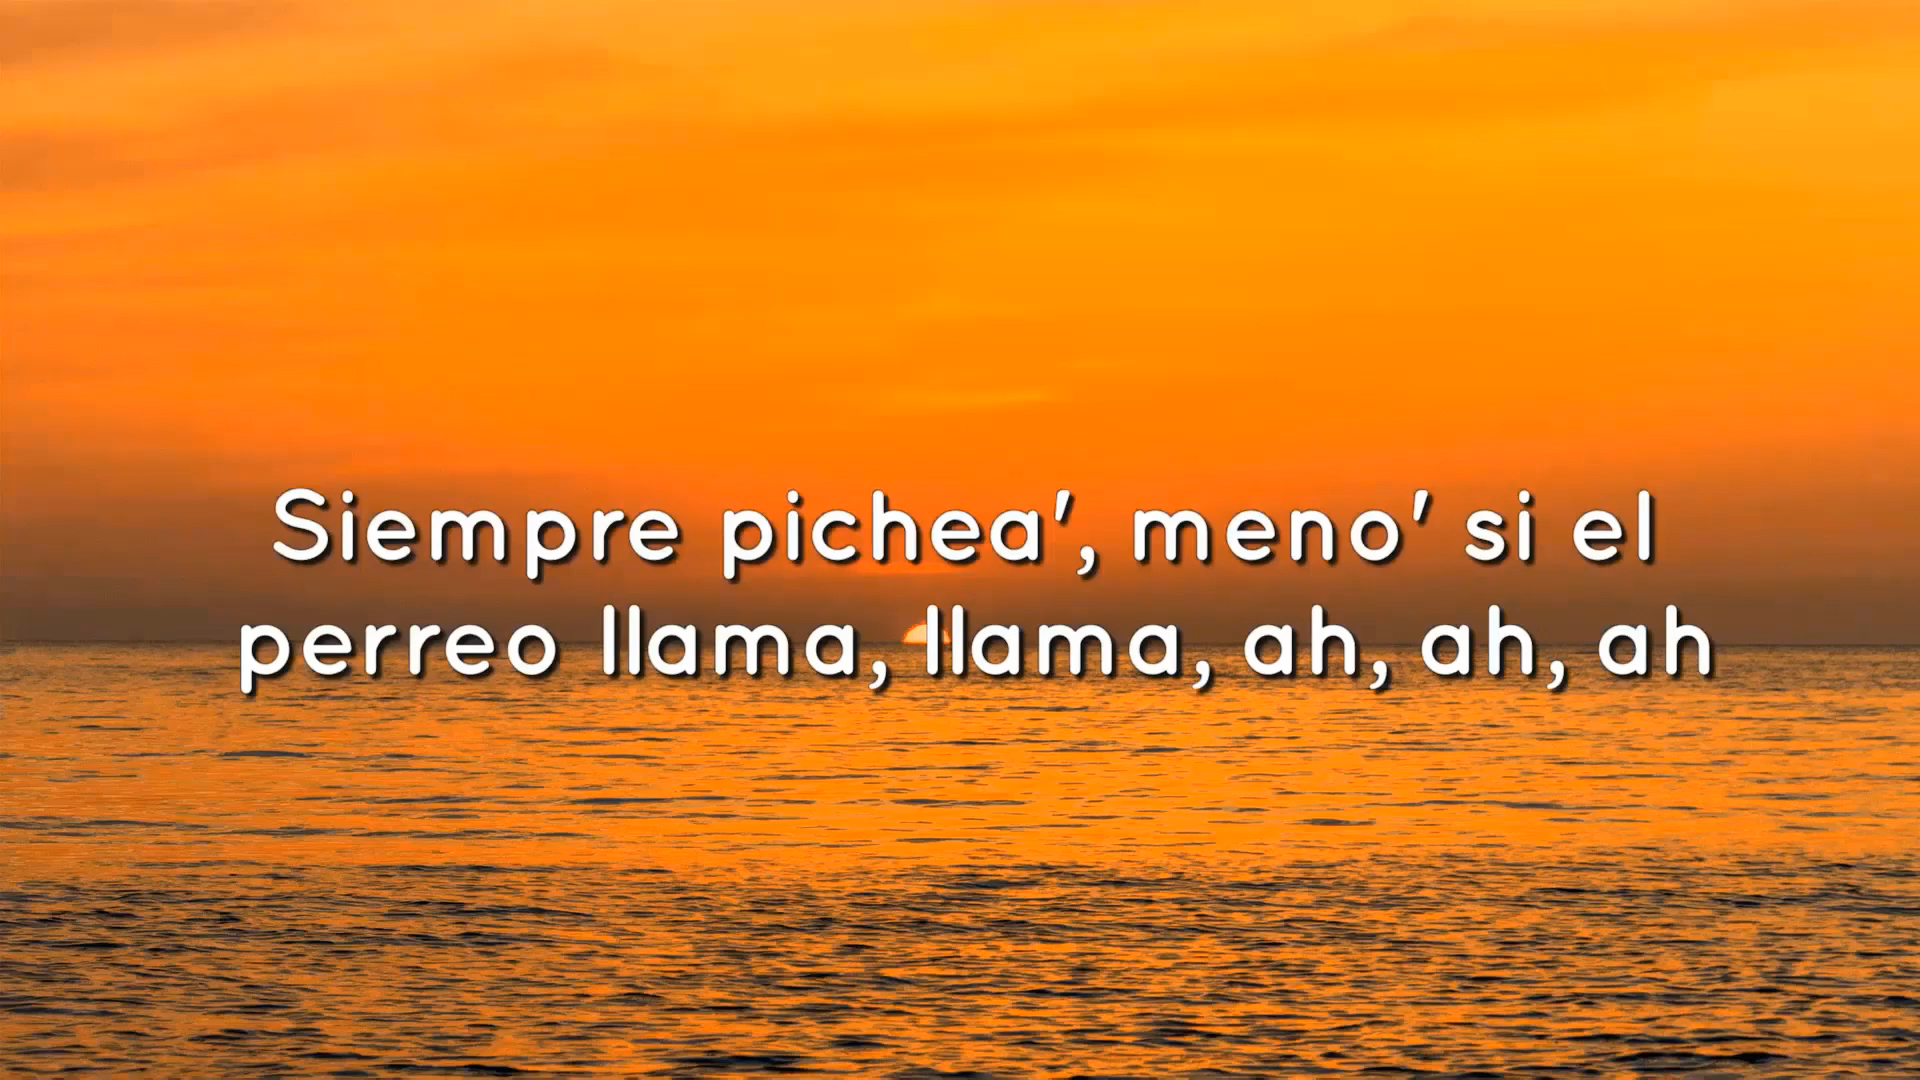 Siempre pichea', meno' si el
perreo llama, llama, ah, ah, ah